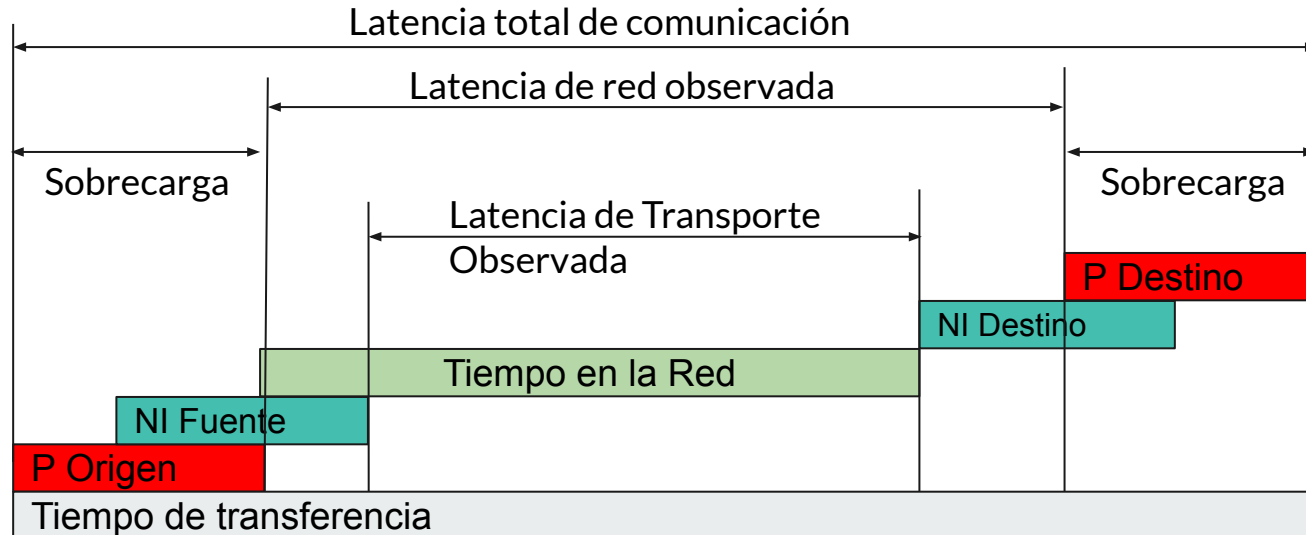 Latencia total de comunicación
Latencia de red observada
Sobrecarga
Sobrecarga
Latencia de Transporte
Observada
P Destino
NI Destino
Tiempo en la Red
NI Fuente
P Origen
Tiempo de transferencia